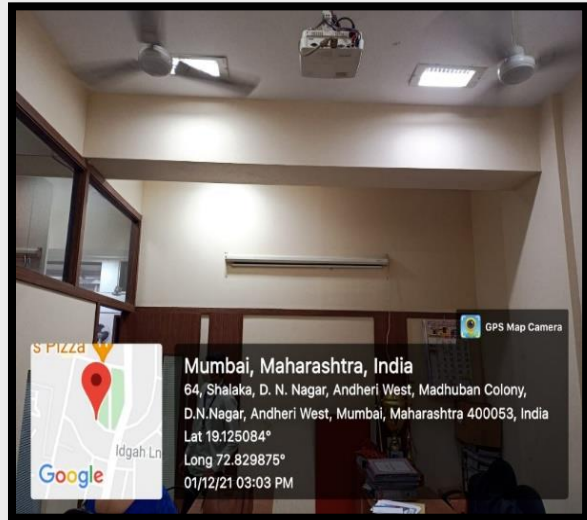 GPS Map Camera
s Pizza
Idgah Ln
Google
Mumbai, Maharashtra, India
64, Shalaka, D. N. Nagar, Andheri West, Madhuban Colony,
D.N.Nagar, Andheri West, Mumbai, Maharashtra 400053, India
Lat 19.125084°
Long 72.829875°
01/12/21 03:03 PM